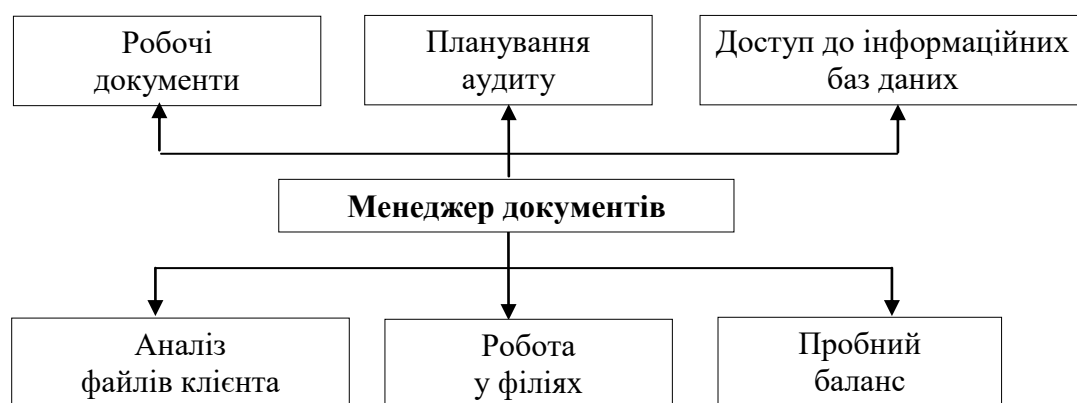 Робочі
документи
Планування
аудиту
Доступ до інформаційних
баз даних
Менеджер документів
Аналіз
файлів клієнта
Робота
у філіях
Пробний
баланс